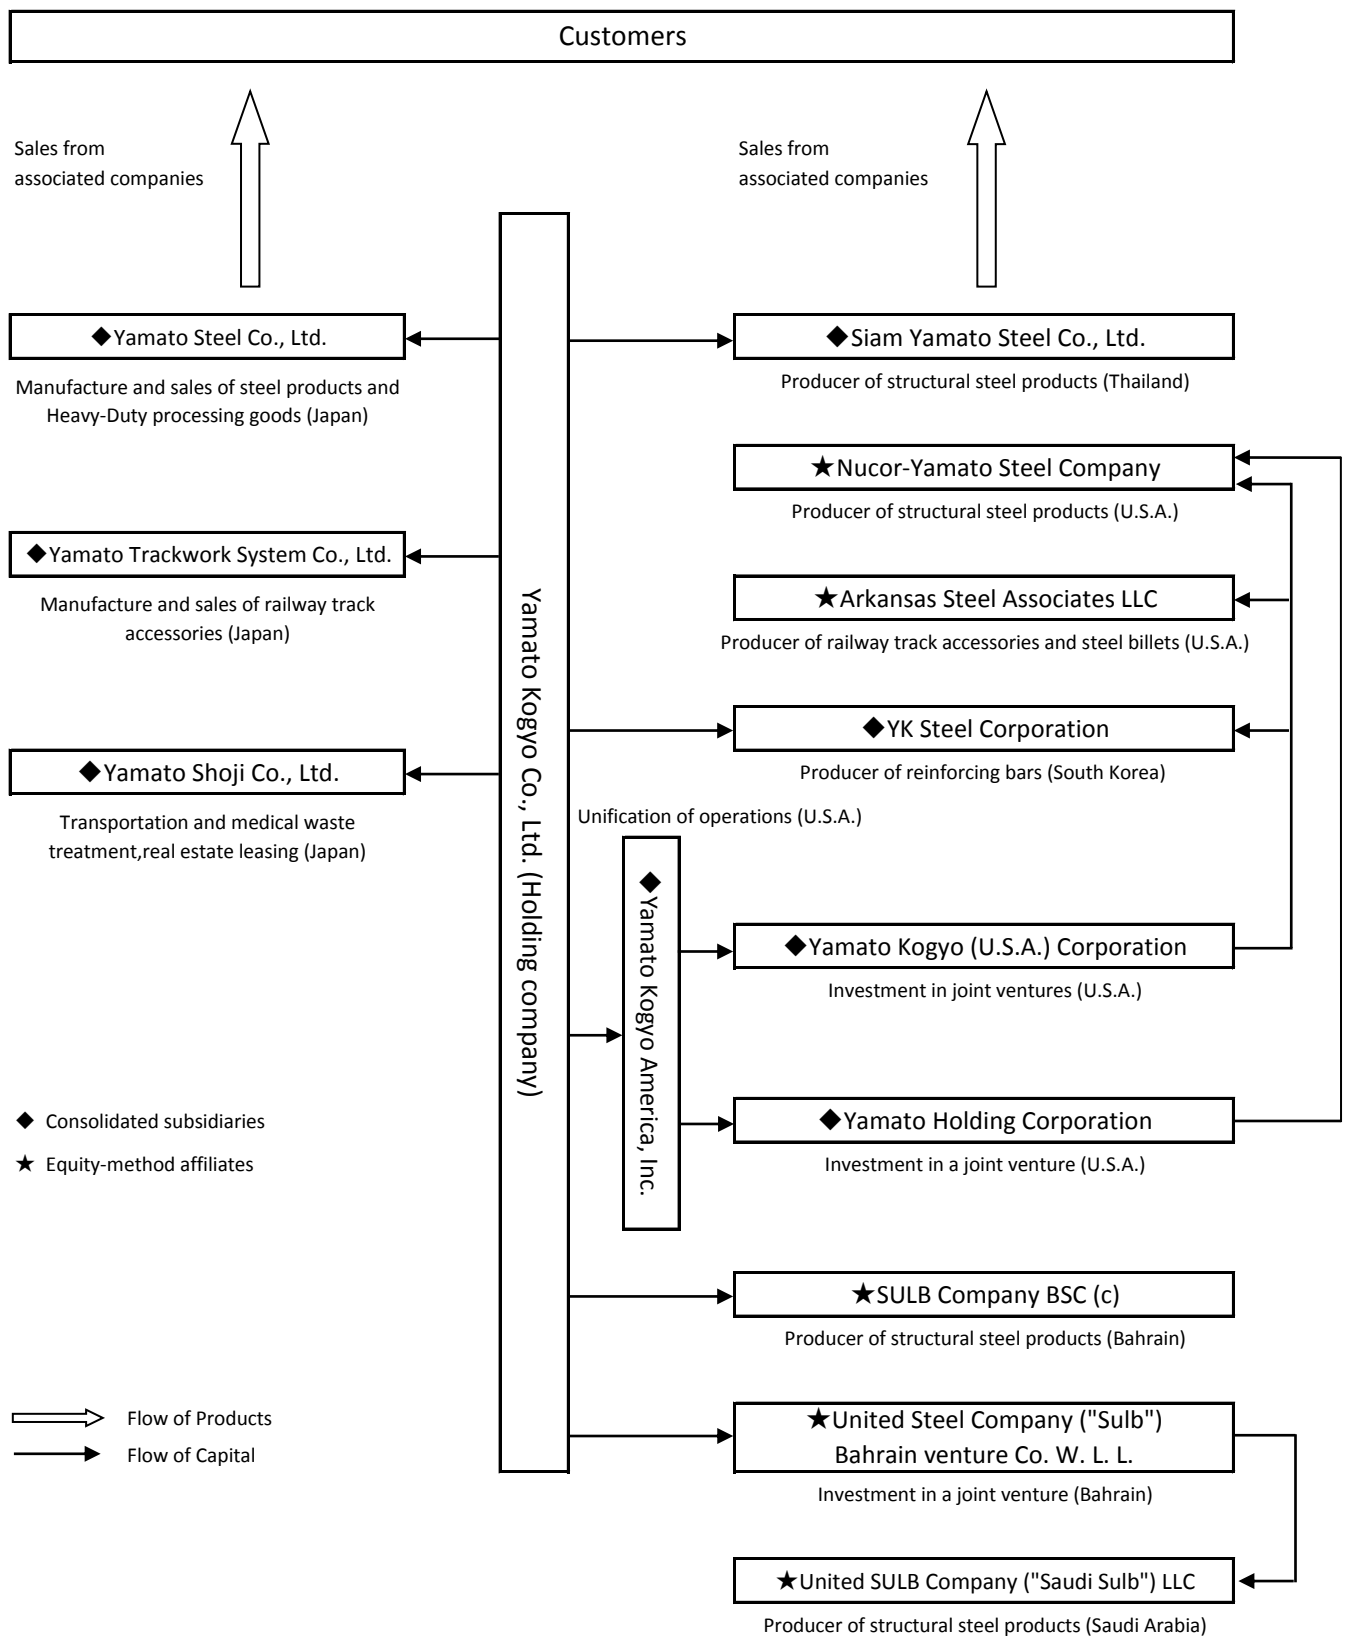 Customers
Sales from
associated companies
Sales from
associated companies
◆Yamato Steel Co., Ltd.
Manufacture and sales of steel products and
Heavy-Duty processing goods (Japan)
◆Yamato Trackwork System Co., Ltd.
Manufacture and sales of railway track
accessories (Japan)
◆Yamato Shoji Co., Ltd.
Transportation and medical waste
treatment,real estate leasing (Japan)
◆ Consolidated subsidiaries
★ Equity-method affiliates
Flow of Products
Flow of Capital
Yamato Kogyo Co., Ltd. (Holding company)
◆Siam Yamato Steel Co., Ltd.
Producer of structural steel products (Thailand)
★Nucor-Yamato Steel Company
Producer of structural steel products (U.S.A.)
★Arkansas Steel Associates LLC
Producer of railway track accessories and steel billets (U.S.A.)
◆YK Steel Corporation
Producer of reinforcing bars (South Korea)
Unification of operations (U.S.A.)
◆Yamato Kogyo America, Inc.
◆Yamato Kogyo (U.S.A.) Corporation
Investment in joint ventures (U.S.A.)
◆Yamato Holding Corporation
Investment in a joint venture (U.S.A.)
★SULB Company BSC (c)
Producer of structural steel products (Bahrain)
★United Steel Company ("Sulb")
Bahrain venture Co. W. L. L.
Investment in a joint venture (Bahrain)
★United SULB Company ("Saudi Sulb") LLC
Producer of structural steel products (Saudi Arabia)